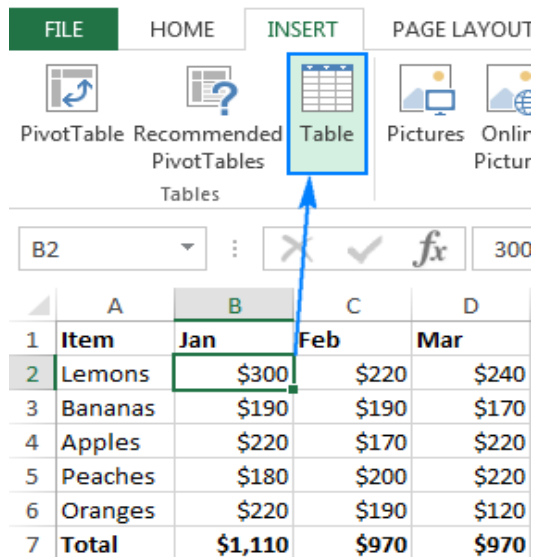 FILE HOME INSERT PAGE LAYOUT
PivotTable Recommended Table Pictures Onlin
PivotTables Pictur
Tables
B2 fx 300
A B C D
1 Item Jan Feb Mar
2 Lemons $300 $220 $240
3 Bananas $190 $190 $170
4 Apples $220 $170 $220
5 Peaches $180 $200 $220
6 Oranges $220 $190 $120
7 Total $1,110 $970 $970